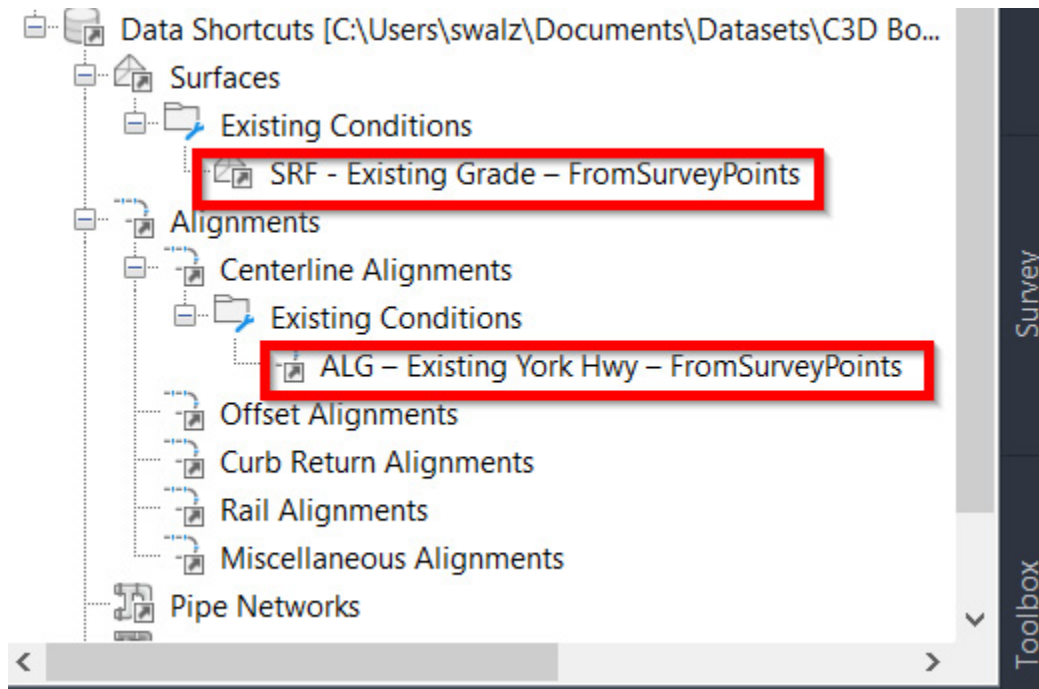 Data Shortcuts [C:\Users\swalz\Documents\Datasets\C3D Bo...
Surfaces
Existing Conditions
SRF - Existing Grade – FromSurveyPoints
Alignments
Centerline Alignments
Existing Conditions
ALG – Existing York Hwy – FromSurveyPoints
Offset Alignments
Curb Return Alignments
Rail Alignments
Miscellaneous Alignments
Pipe Networks
Survey
Toolbox